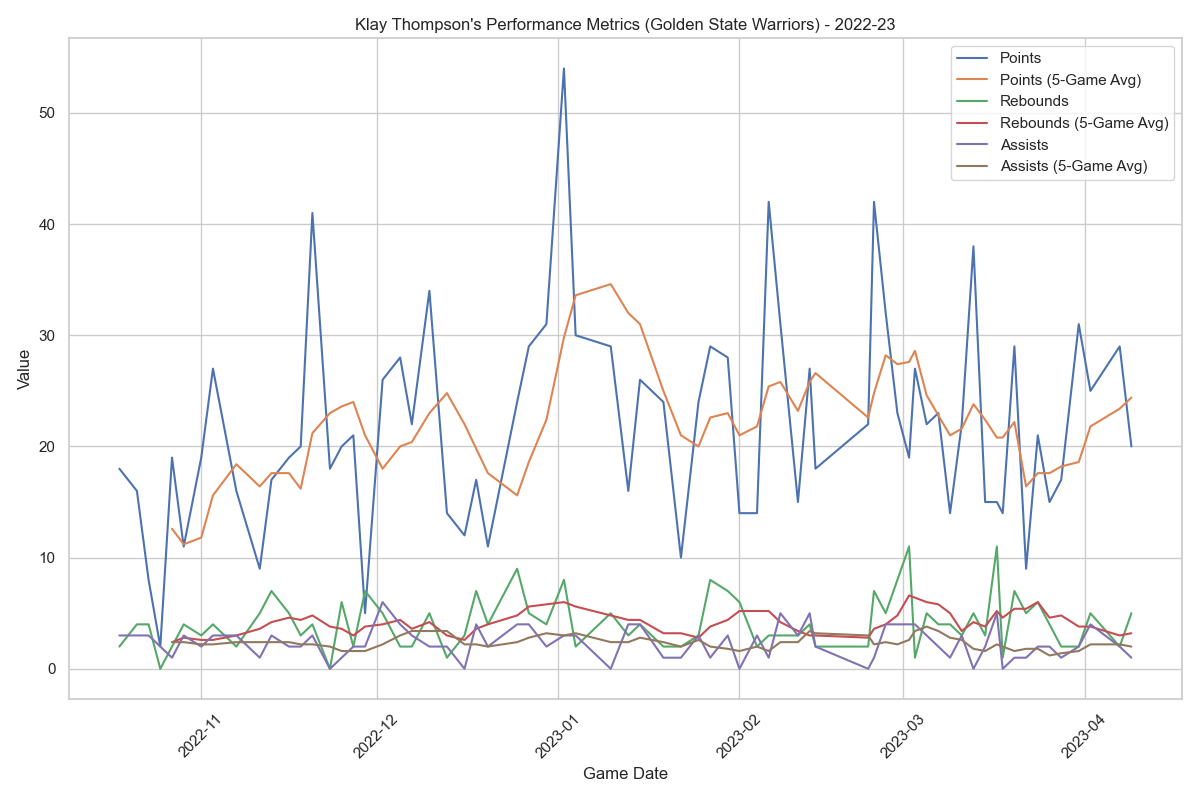 Klay Thompson's Performance Metrics (Golden State Warriors) - 2022-23
Points
Points (5-Game Avg)
Rebounds
Rebounds (5-Game Avg)
Assists
Assists (5-Game Avg)
50
40
30
20
10
0
Value
2022-11
2022-12
2023-01
2023-02
2023-03
2023-04
Game Date